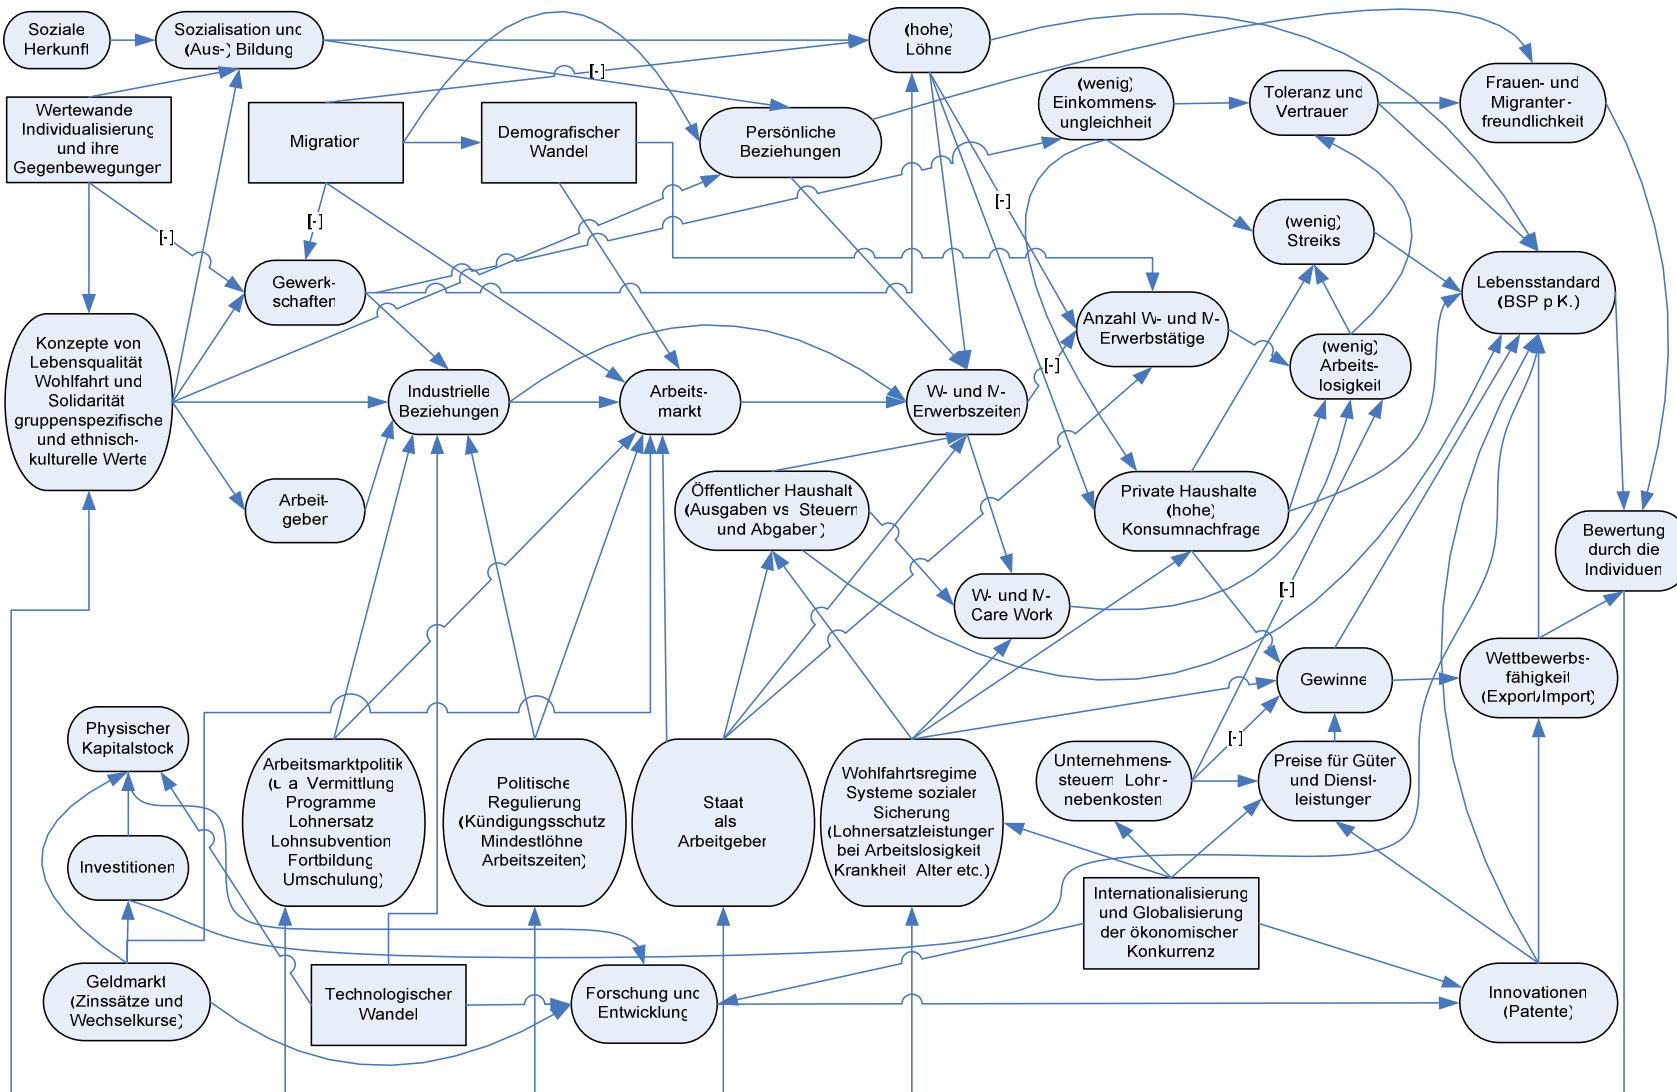 Soziale
Herkunft
Sozialisation und
(Aus-) Bildung
(hohe)
Löhne
Frauen- und
Migranten-
freundlichkeit
(wenig)
Einkommens-
ungleichheit
Toleranz und
Vertrauen
[-]
Wertewandel
Individualisierung
und ihre
Gegenbewegungen
Migration
Demografischer
Wandel
Persönliche
Beziehungen
[-]
[-]
[-]
(wenig)
Streiks
Gewerk-
schaften
Lebensstandard
(BSP p.K.)
Anzahl W- und M-
Erwerbstätige
Konzepte von
Lebensqualität
Wohlfahrt und
Solidarität
gruppenspezifische
und ethnisch-
kulturelle Werte
(wenig)
Arbeits-
losigkeit
[-]
Industrielle
Beziehungen
Arbeits-
markt
W- und M-
Erwerbszeiten
Arbeit-
geber
Öffentlicher Haushalt
(Ausgaben vs. Steuern
und Abgaben)
Private Haushalte
(hohe)
Konsumnachfrage
Bewertung
durch die
Individuen
W- und M-
Care Work
[-]
Gewinne
Wettbewerbs-
fähigkeit
(Export/Import)
Physischer
Kapitalstock
[-]
Arbeitsmarktpolitik
(u.a. Vermittlung
Programme
Lohnersatz
Lohnsubvention
Fortbildung
Umschulung)
Politische
Regulierung
(Kündigungsschutz
Mindestlöhne
Arbeitszeiten)
Staat
als
Arbeitgeber
Wohlfahrtsregime
Systeme sozialer
Sicherung
(Lohnersatzleistungen
bei Arbeitslosigkeit
Krankheit, Alter etc.)
Unternehmens-
steuern, Lohn-
nebenkosten
Preise für Güter
und Dienst-
leistungen
Investitionen
Internationalisierung
und Globalisierung
der ökonomischen
Konkurrenz
Geldmarkt
(Zinssätze und
Wechselkurse)
Technologischer
Wandel
Forschung und
Entwicklung
Innovationen
(Patente)